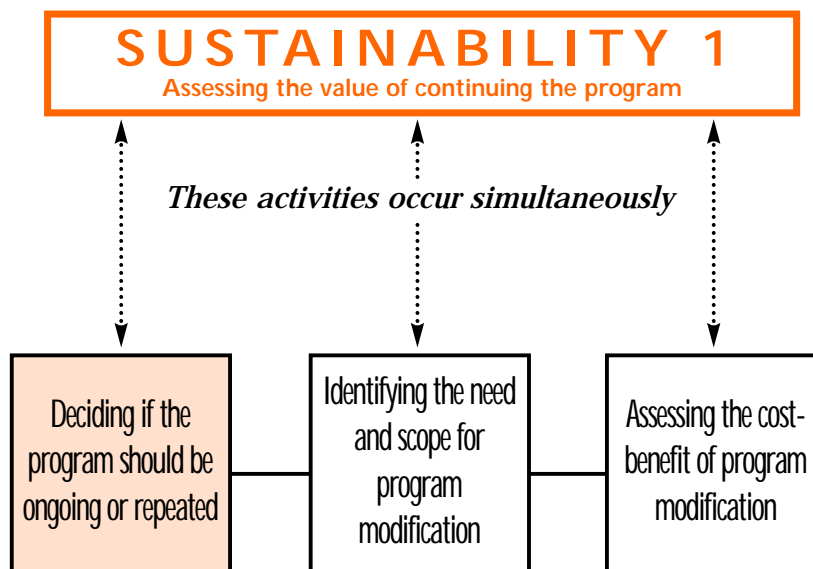 SUSTAINABILITY 1
Assessing the value of continuing the program
These activities occur simultaneously
Deciding if the
program should be
ongoing or repeated
Identifying the need
and scope for
program
modification
Assessing the cost-
benefit of program
modification